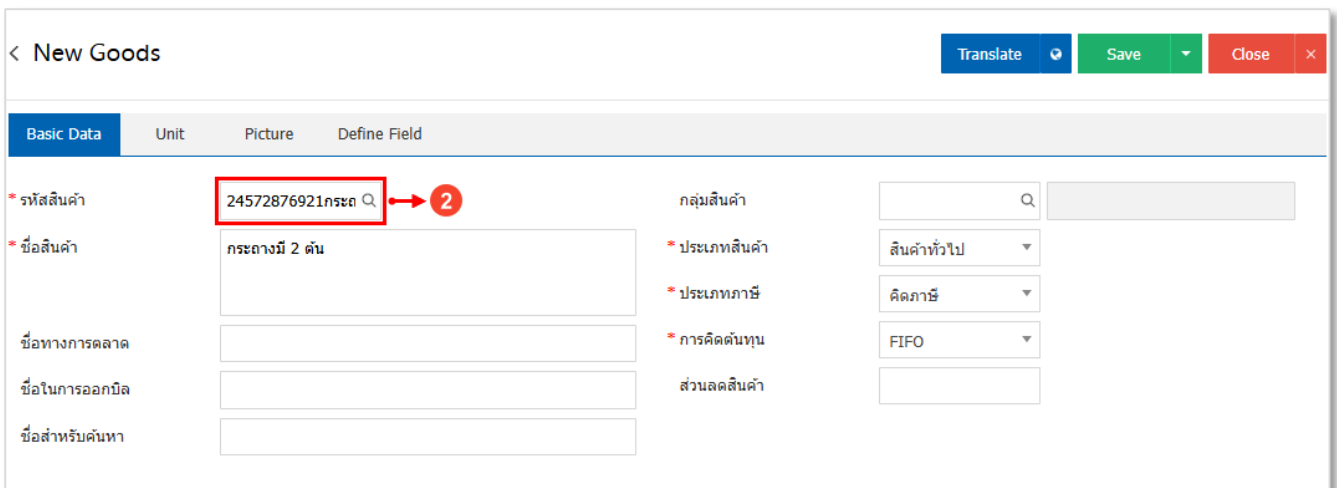 New Goods
Translate Save Close
Basic Data Unit Picture Define Field
* รหัสสินค้า 24572876921กระถ 2 กลุ่มสินค้า
* ชื่อสินค้า กระถางมี 2 ต้น * ประเภทสินค้า สินค้าทั่วไป
* ประเภทภาษี คิดภาษี
ชื่อทางการตลาด * การคิดต้นทุน FIFO
ชื่อในการออกบิล ส่วนลดสินค้า
ชื่อสำหรับค้นหา